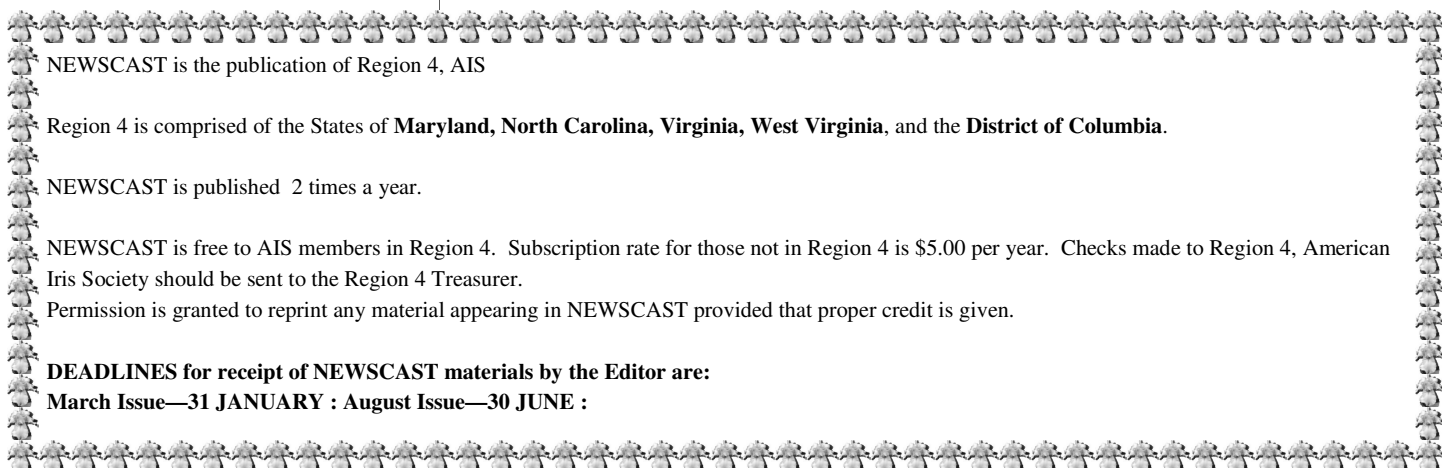 NEWSCAST is the publication of Region 4, AIS
Region 4 is comprised of the States of Maryland, North Carolina, Virginia, West Virginia, and the District of Columbia.
NEWSCAST is published  2 times a year.
NEWSCAST is free to AIS members in Region 4.  Subscription rate for those not in Region 4 is $5.00 per year.  Checks made to Region 4, American
Iris Society should be sent to the Region 4 Treasurer.
Permission is granted to reprint any material appearing in NEWSCAST provided that proper credit is given.
DEADLINES for receipt of NEWSCAST materials by the Editor are:
March Issue—31 JANUARY : August Issue—30 JUNE :